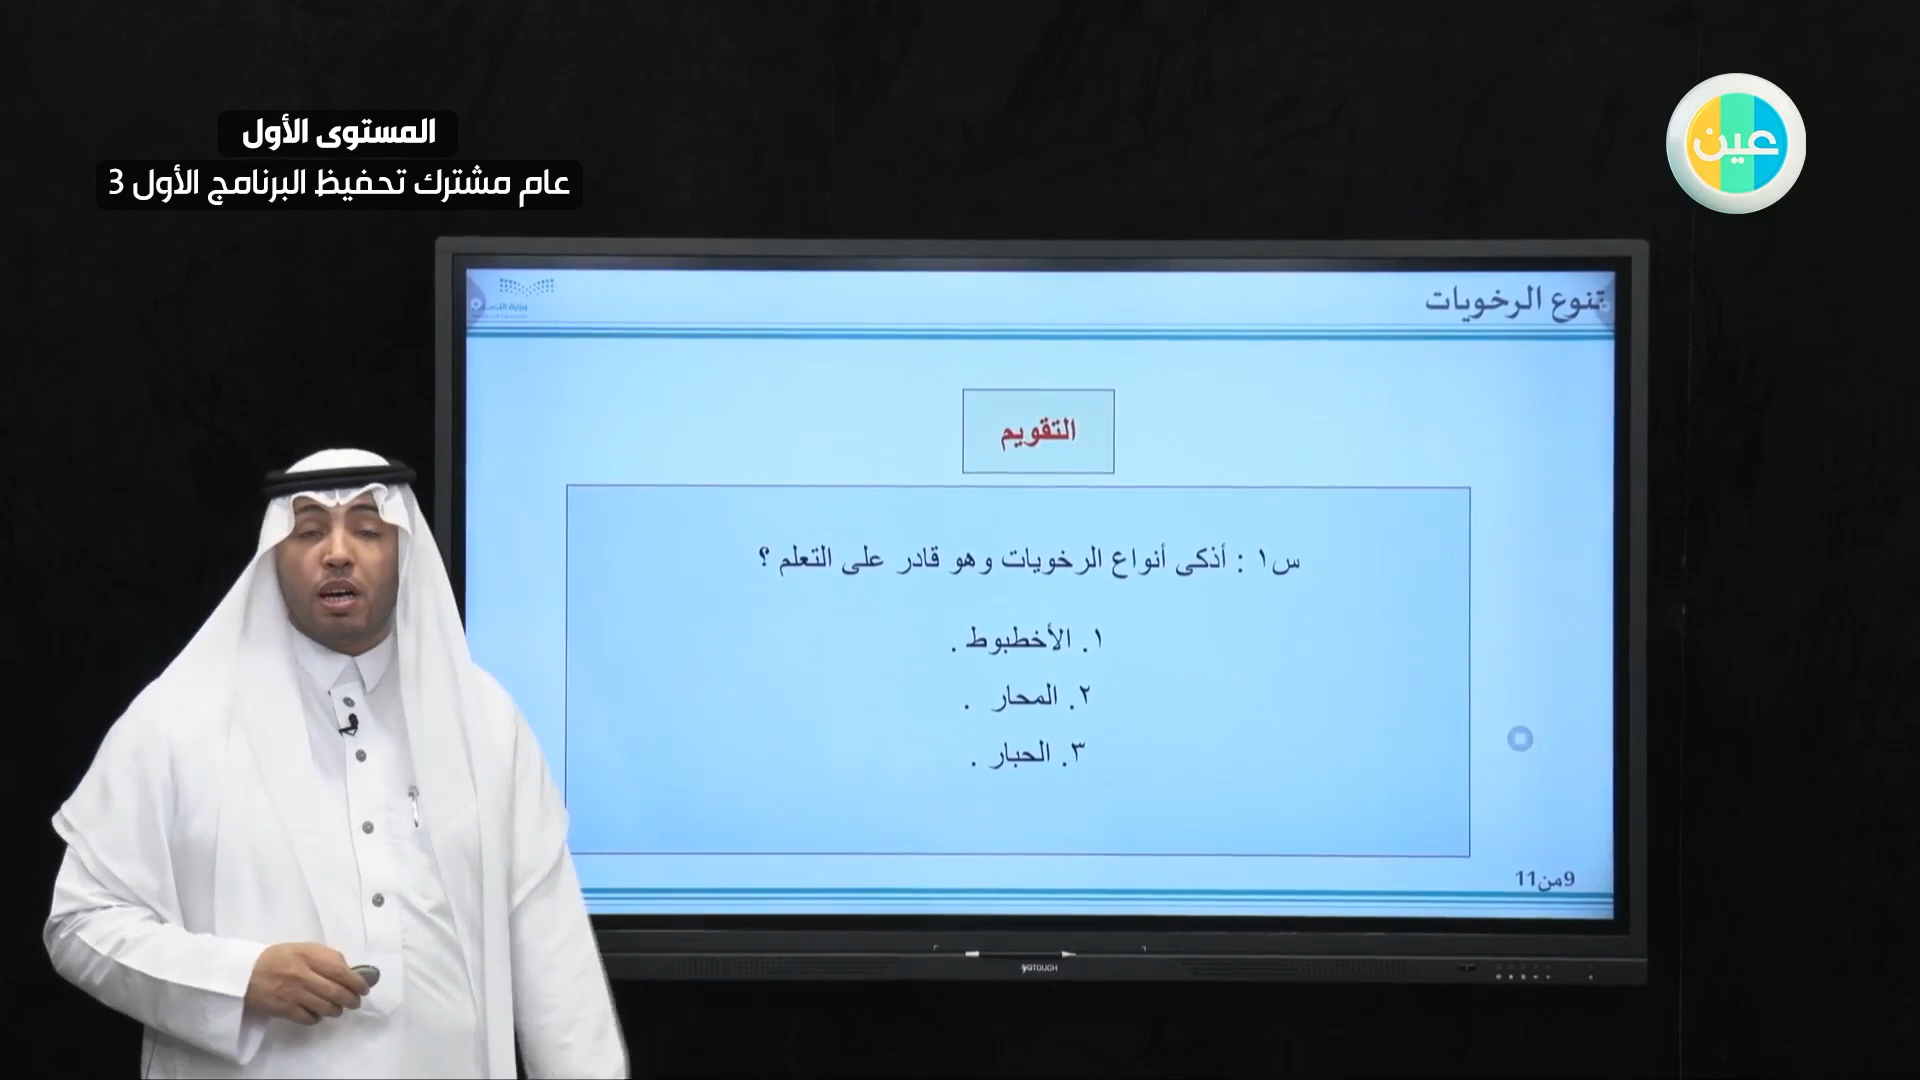 المستوى الأول
عام مشترك تحفيظ البرنامج الأول 3
عين
تنوع الرخويات
التقويم
س١ : أذكى أنواع الرخويات وهو قادر على التعلم ؟
١. الأخطبوط .
٢. المحار .
٣. الحبار .
9من11